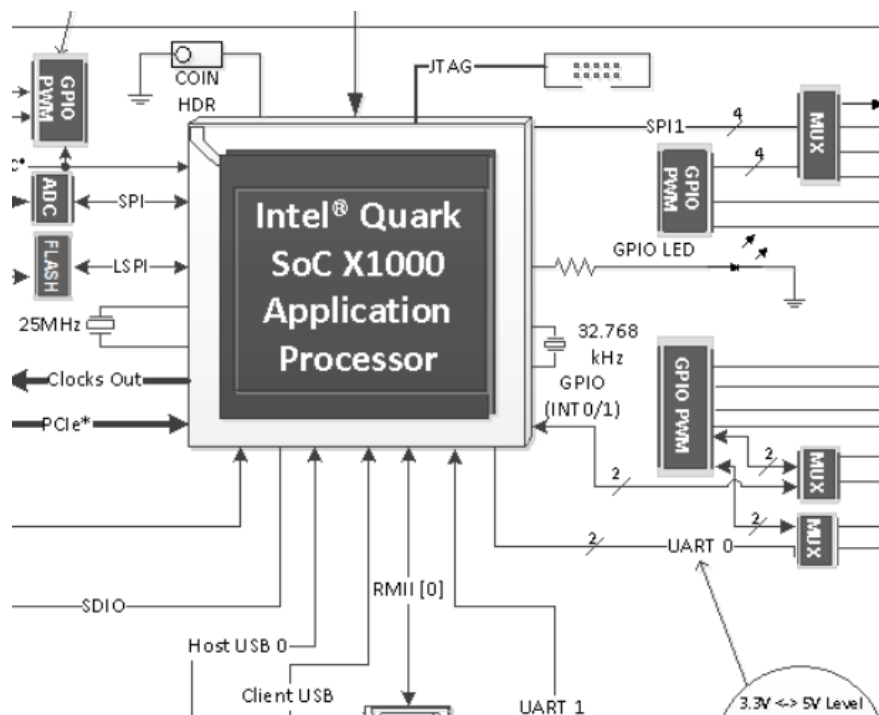 COIN
HDR
JTAG
GPIO
PWM
SPI1
4
MUX
4
GPIO
PWM
ADC
SPI
FLASH
LSPI
Intel® Quark
SoC X1000
Application
Processor
GPIO LED
25MHz
32.768
kHz
Clocks Out
GPIO
(INT 0/1)
PCIe*
GPIO PWM
2
MUX
2
2
MUX
2
UART 0
RMII [0]
SDIO
Host USB 0
Client USB
UART 1
3.3V <-> 5V Level